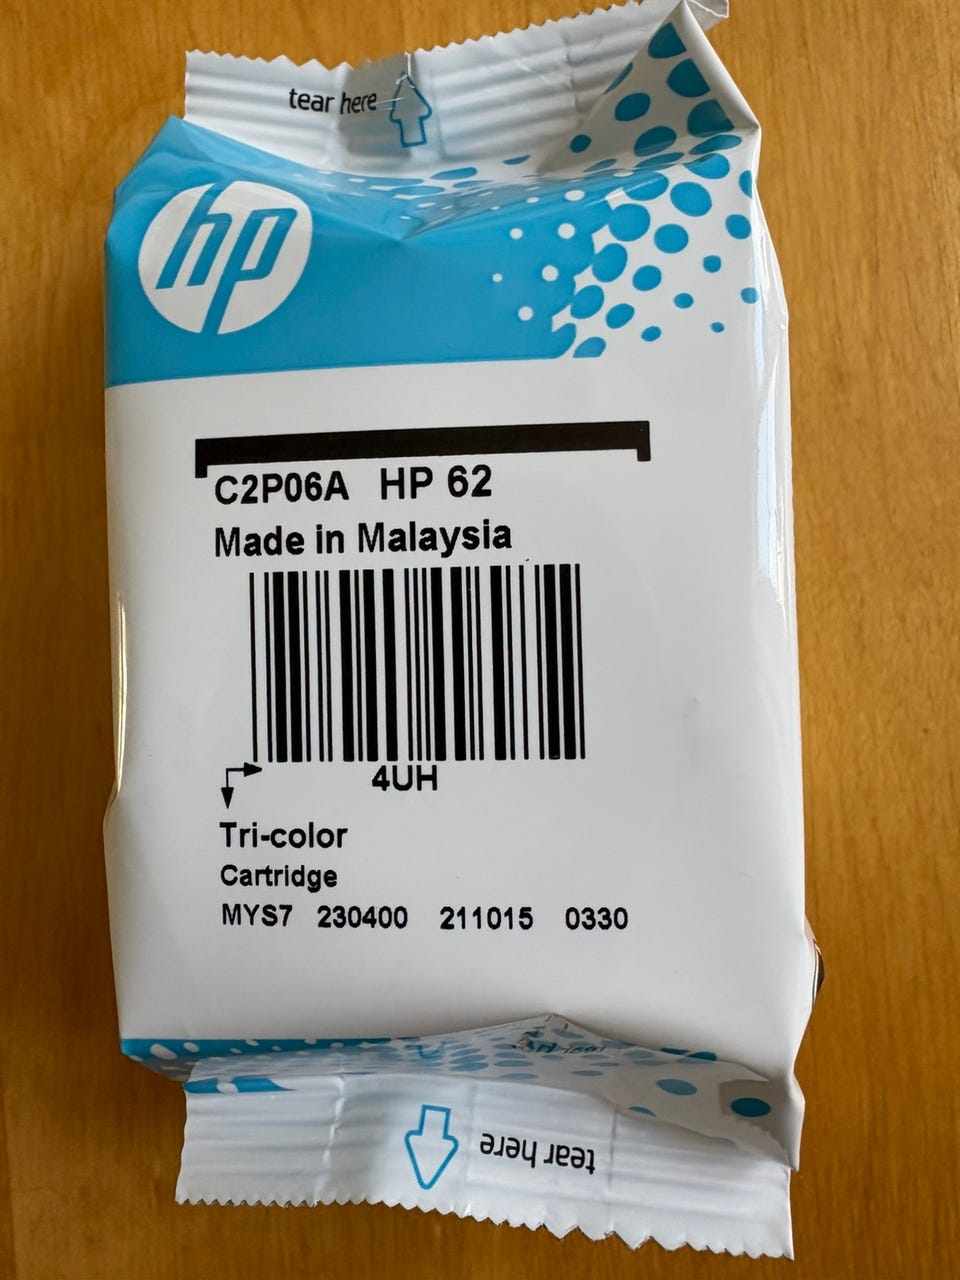 tear here
hp
C2P06A HP 62
Made in Malaysia
4UH
Tri-color
Cartridge
MYS7 230400 211015 0330
tear here